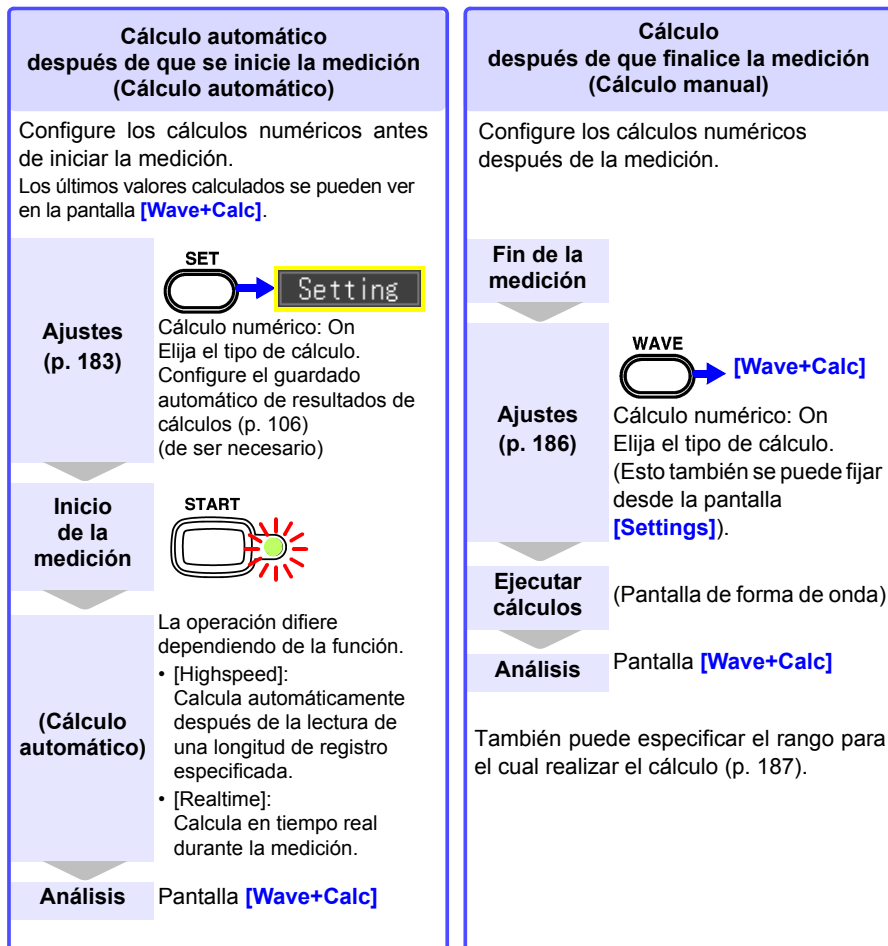 Cálculo automático
después de que se inicie la medición
(Cálculo automático)
Configure los cálculos numéricos antes
de iniciar la medición.
Los últimos valores calculados se pueden ver
en la pantalla [Wave+Calc].
Ajustes
(p. 183)
SET
Setting
Cálculo numérico: On
Elija el tipo de cálculo.
Configure el guardado
automático de resultados de
cálculos (p. 106)
(de ser necesario)
Inicio
de la
medición
START
(Cálculo
automático)
La operación difiere
dependiendo de la función.
• [Highspeed]:
Calcula automáticamente
después de la lectura de
una longitud de registro
especificada.
• [Realtime]:
Calcula en tiempo real
durante la medición.
Análisis
Pantalla [Wave+Calc]
Cálculo
después de que finalice la medición
(Cálculo manual)
Configure los cálculos numéricos
después de la medición.
Fin de la
medición
Ajustes
(p. 186)
WAVE
[Wave+Calc]
Cálculo numérico: On
Elija el tipo de cálculo.
(Esto también se puede fijar
desde la pantalla
[Settings]).
Ejecutar
cálculos
(Pantalla de forma de onda)
Análisis
Pantalla [Wave+Calc]
También puede especificar el rango para
el cual realizar el cálculo (p. 187).